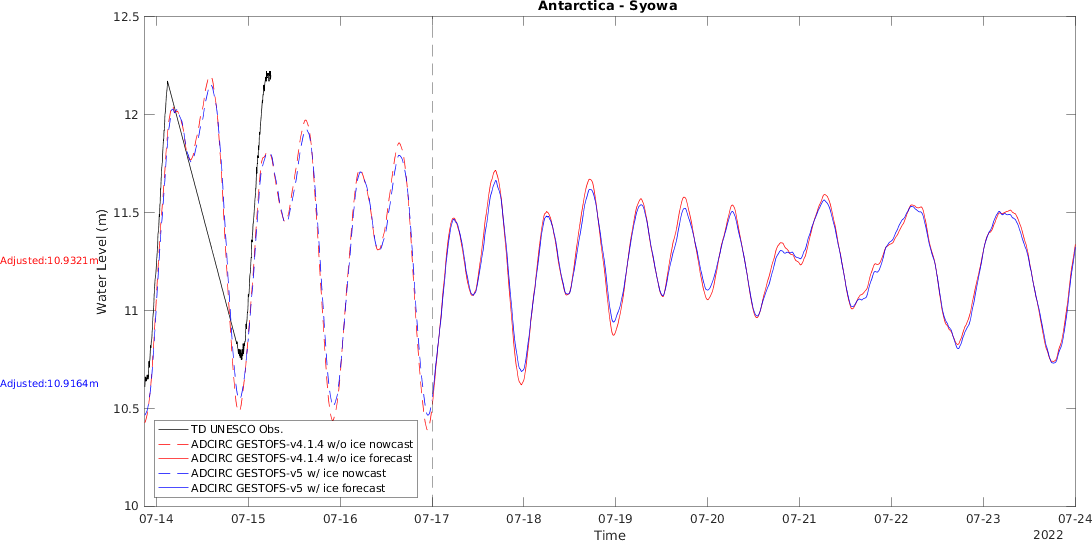 Antarctica - Syowa
12.5
12
11.5
11
10.5
10
Water Level (m)
Adjusted:10.9321m
Adjusted:10.9164m
TD UNESCO Obs.
ADCIRC GESTOFS-v4.1.4 w/o ice nowcast
ADCIRC GESTOFS-v4.1.4 w/o ice forecast
ADCIRC GESTOFS-v5 w/ ice nowcast
ADCIRC GESTOFS-v5 w/ ice forecast
07-14 07-15 07-16 07-17 07-18 07-19 07-20 07-21 07-22 07-23 07-24
Time
2022